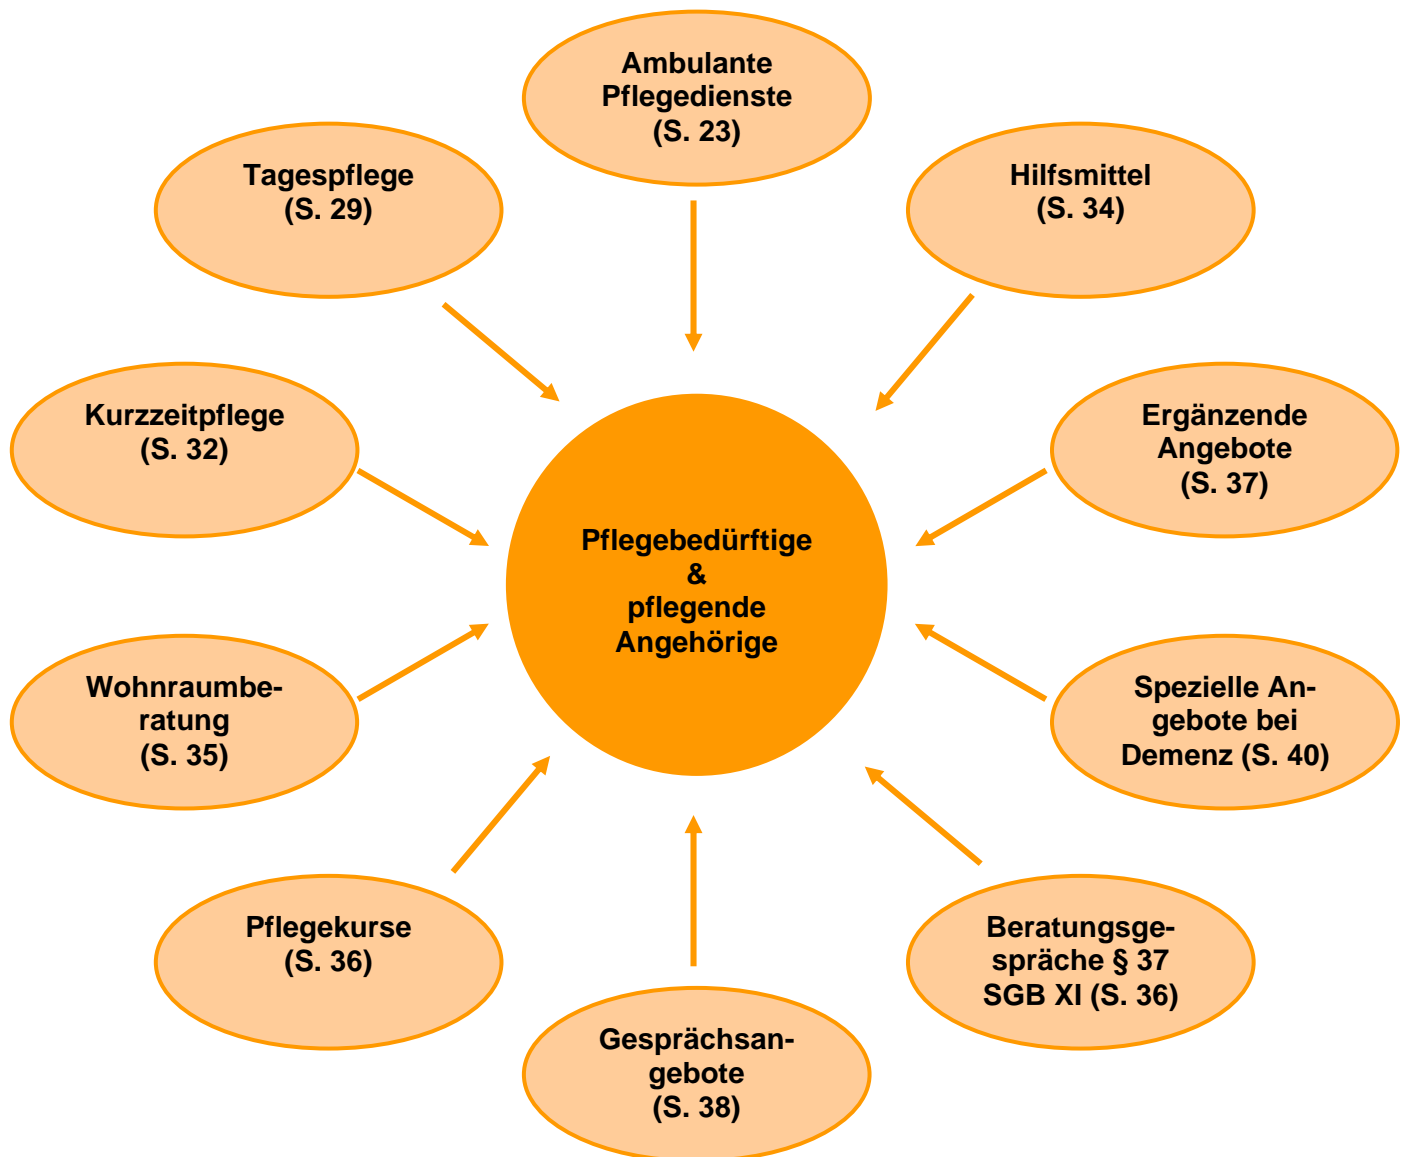 Ambulante
Pflegedienste
(S. 23)
Tagespflege
(S. 29)
Hilfsmittel
(S. 34)
Kurzzeitpflege
(S. 32)
Ergänzende
Angebote
(S. 37)
Pflegebedürftige
&
pflegende
Angehörige
Wohnraumbe-
ratung
(S. 35)
Spezielle An-
gebote bei
Demenz (S. 40)
Pflegekurse
(S. 36)
Beratungsge-
spräche § 37
SGB XI (S. 36)
Gesprächsan-
gebote
(S. 38)